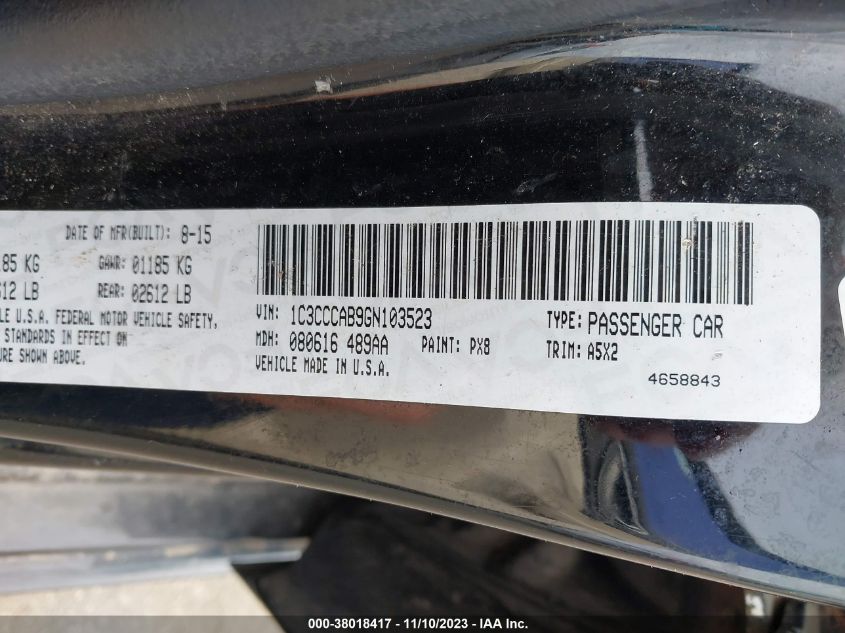 DATE OF MFR(BUILT): 8-15
85 KG GAWR: 01185 KG
612 LB REAR: 02612 LB
LE U.S.A. FEDERAL MOTOR VEHICLE SAFETY,
STANDARDS IN EFFECT ON
URE SHOWN ABOVE.
VIN: 1C3CCCAB9GN103523 TYPE: PASSENGER CAR
MDH: 080616 489AA PAINT: PX8 TRIM: A5X2
VEHICLE MADE IN U.S.A.
4658843
000-38018417 - 11/10/2023 - IAA Inc.